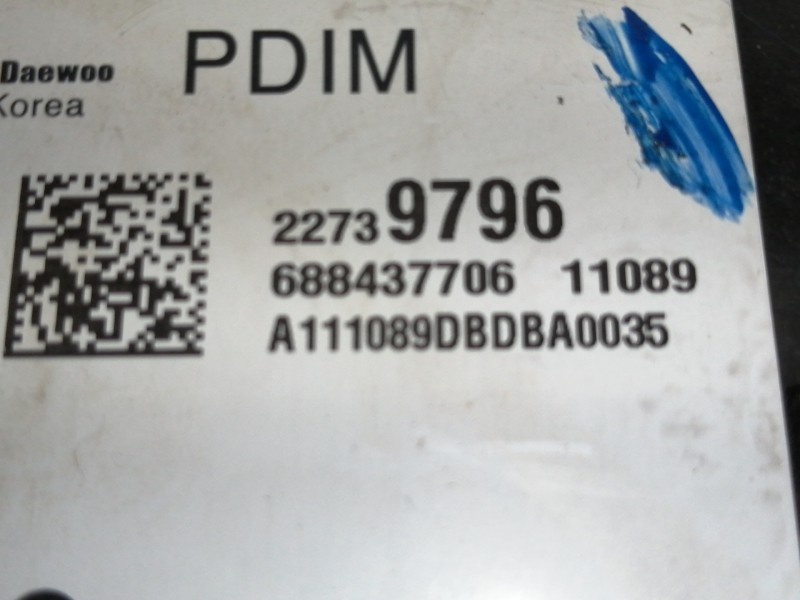 PDIM
Daewoo
Korea
22739796
688437706 11089
A111089DBDBA0035